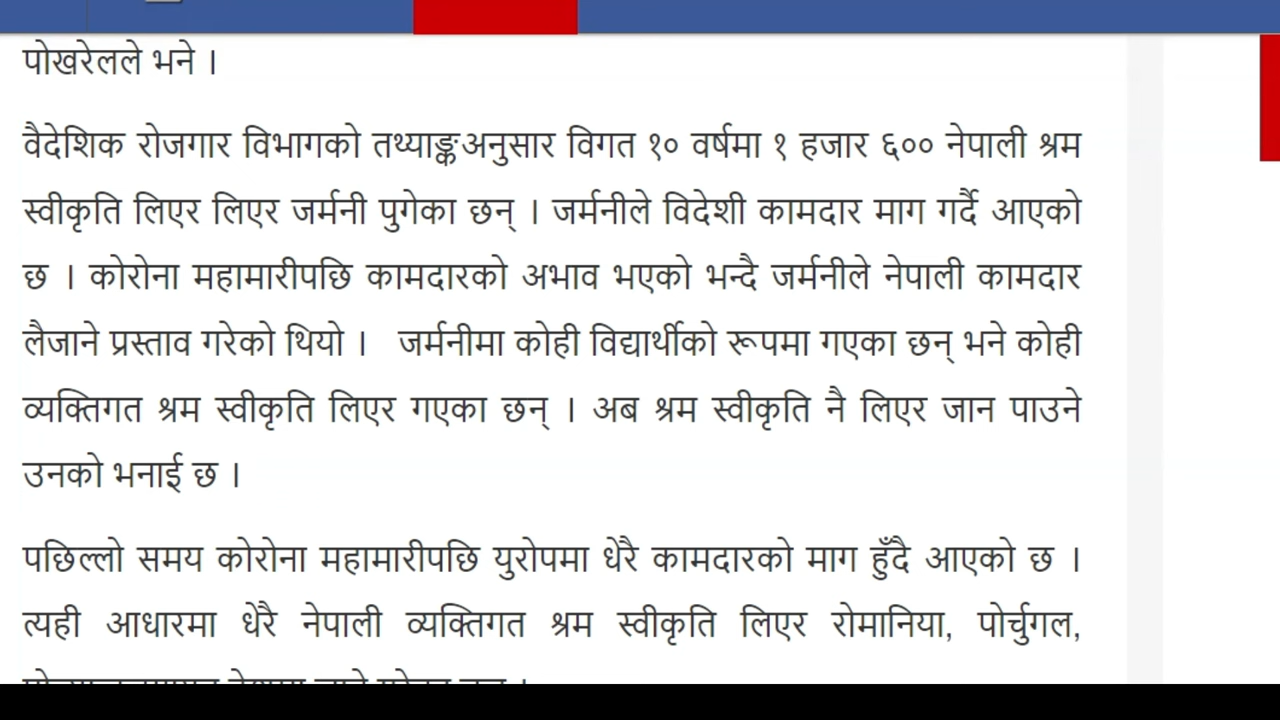 पोखरेलले भने ।
वैदेशिक रोजगार विभागको तथ्याङ्कअनुसार विगत १० वर्षमा १ हजार ६०० नेपाली श्रम
स्वीकृति लिएर लिएर जर्मनी पुगेका छन् । जर्मनीले विदेशी कामदार माग गर्दै आएको
छ । कोरोना महामारीपछि कामदारको अभाव भएको भन्दै जर्मनीले नेपाली कामदार
लैजाने प्रस्ताव गरेको थियो । जर्मनीमा कोही विद्यार्थीको रूपमा गएका छन् भने कोही
व्यक्तिगत श्रम स्वीकृति लिएर गएका छन् । अब श्रम स्वीकृति नै लिएर जान पाउने
उनको भनाई छ ।
पछिल्लो समय कोरोना महामारीपछि युरोपमा धेरै कामदारको माग हुँदै आएको छ ।
त्यही आधारमा धेरै नेपाली व्यक्तिगत श्रम स्वीकृति लिएर रोमानिया, पोर्चुगल,